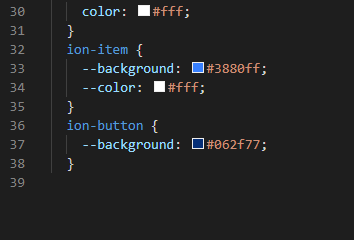 30 color: #fff;
31 }
32 ion-item {
33 --background: #3880ff;
34 --color: #fff;
35 }
36 ion-button {
37 --background: #062f77;
38 }
39